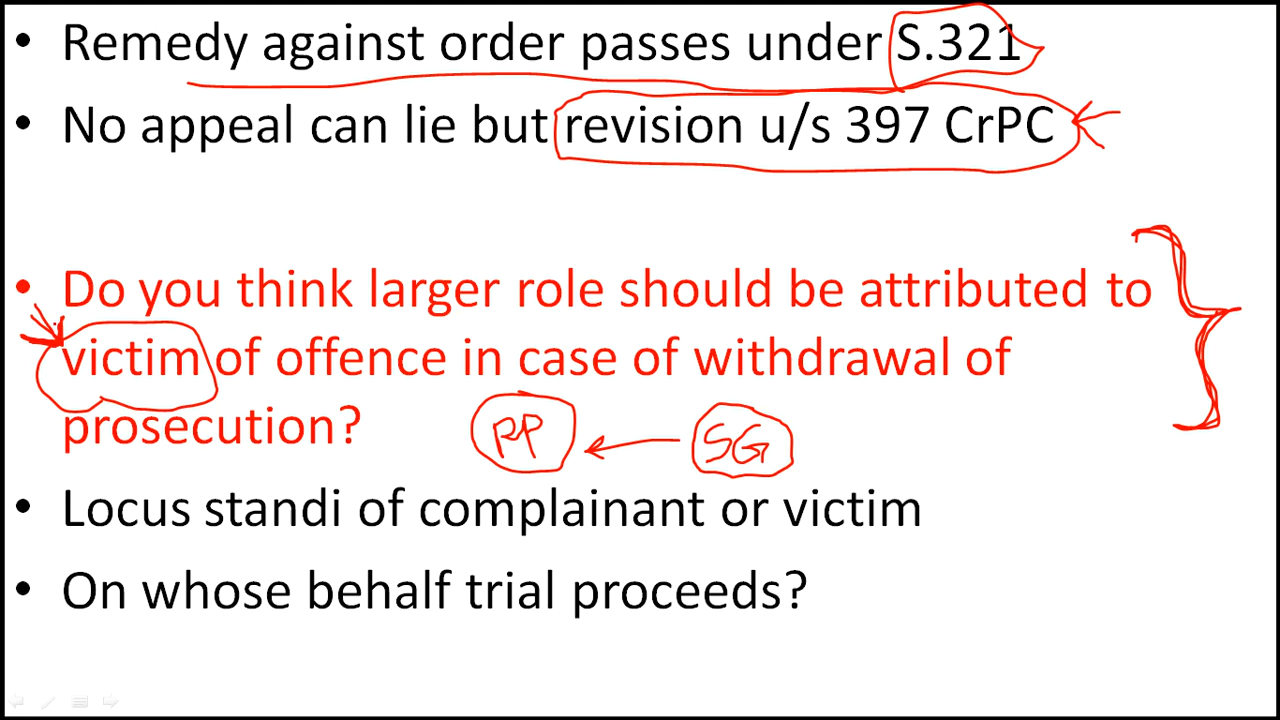 • Remedy against order passes under S.321
• No appeal can lie but revision u/s 397 CrPC
• Do you think larger role should be attributed to
victim of offence in case of withdrawal of
prosecution?
PP SG
• Locus standi of complainant or victim
• On whose behalf trial proceeds?